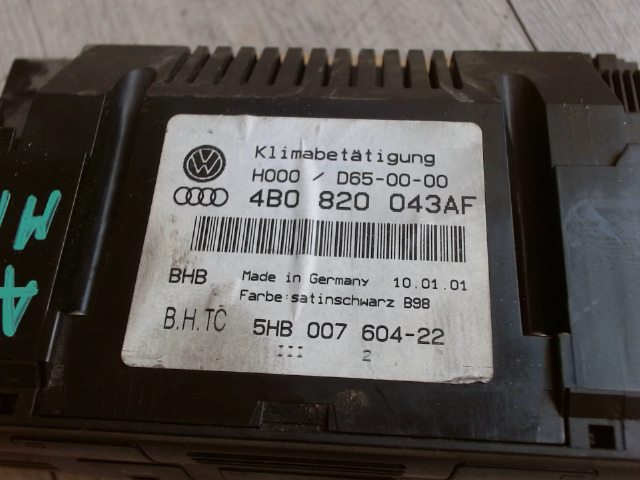 Klimabetätigung
H000 / D65-00-00
4B0 820 043AF
BHB Made in Germany 10.01.01
Farbe:satinschwarz B98
B.H.TC 5HB 007 604-22
III 2